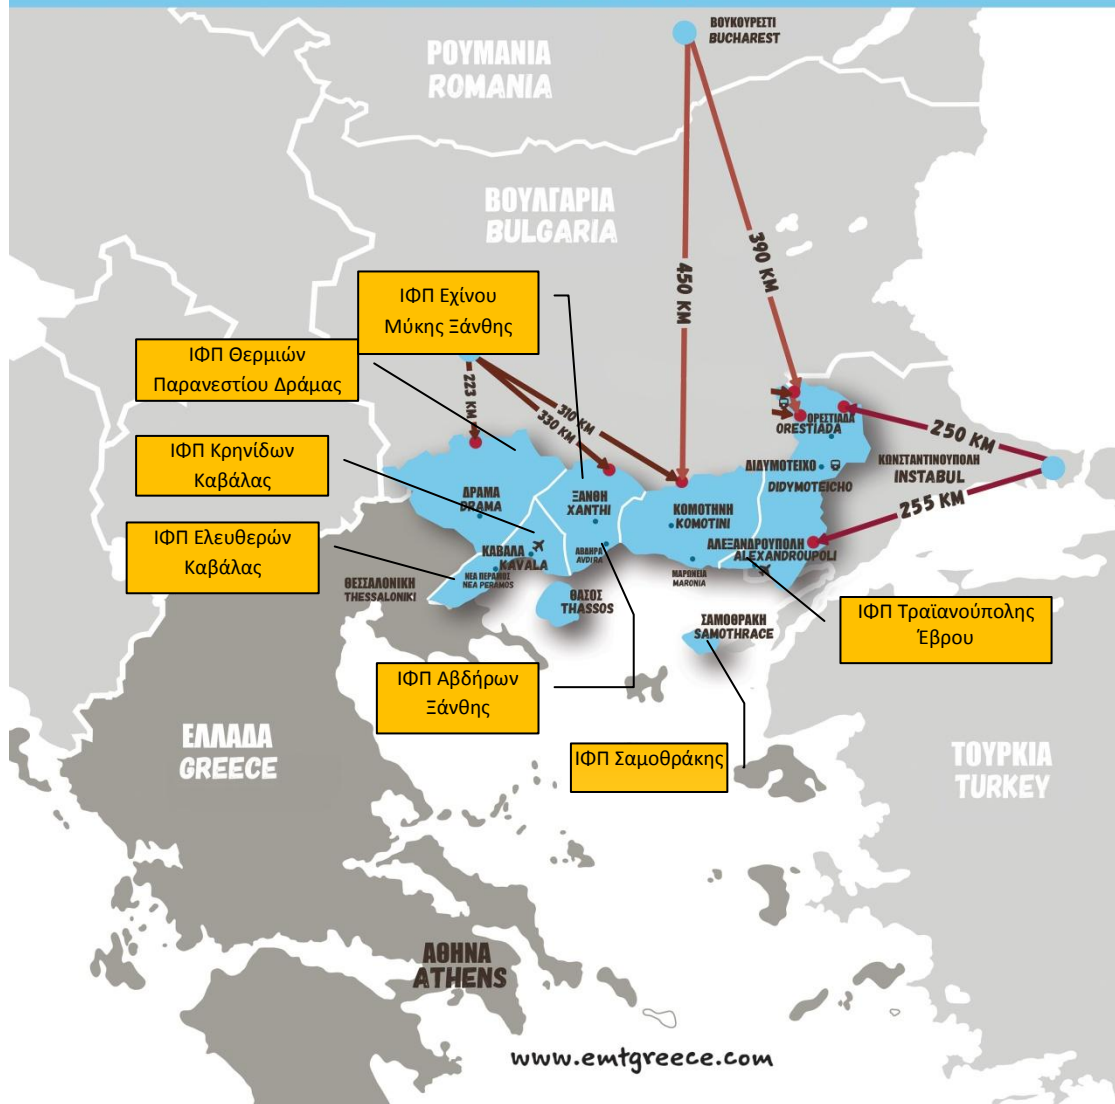 ΒΟΥΚΟΥΡΕΣΤΙ
BUCHAREST
ΡΟΥΜΑΝΙΑ
ROMANIA
ΒΟΥΛΓΑΡΙΑ
BULGARIA
390 KM
450 KM
ΙΦΠ Εχίνου
Μύκης Ξάνθης
ΙΦΠ Θερμιών
Παρανεστίου Δράμας
223 KM
310 KM
330 KM
ΟΡΕΣΤΙΑΔΑ
ORESTIADA
250 KM
ΙΦΠ Κρηνίδων
Καβάλας
ΔΙΔΥΜΟΤΕΙΧΟ
DIDYMOTEICHO
ΚΩΝΣΤΑΝΤΙΝΟΥΠΟΛΗ
INSTABUL
255 KM
ΔΡΑΜΑ
DRAMA
ΞΑΝΘΗ
XANTHI
ΚΟΜΟΤΗΝΗ
KOMOTINI
ΙΦΠ Ελευθερών
Καβάλας
ΚΑΒΑΛΑ
KAVALA
ΑΒΔΗΡΑ
AVDIRA
ΑΛΕΞΑΝΔΡΟΥΠΟΛΗ
ALEXANDROUPOLI
ΘΕΣΣΑΛΟΝΙΚΗ
THESSALONIKI
ΝΕΑ ΠΕΡΑΜΟΣ
NEA PERAMOS
ΜΑΡΩΝΕΙΑ
MARONIA
ΘΑΣΟΣ
THASSOS
ΣΑΜΟΘΡΑΚΗ
SAMOTHRACE
ΙΦΠ Τραϊανούπολης
Έβρου
ΙΦΠ Αβδήρων
Ξάνθης
ΙΦΠ Σαμοθράκης
ΕΛΛΑΔΑ
GREECE
ΤΟΥΡΚΙΑ
TURKEY
ΑΘΗΝΑ
ATHENS
www.emtgreece.com